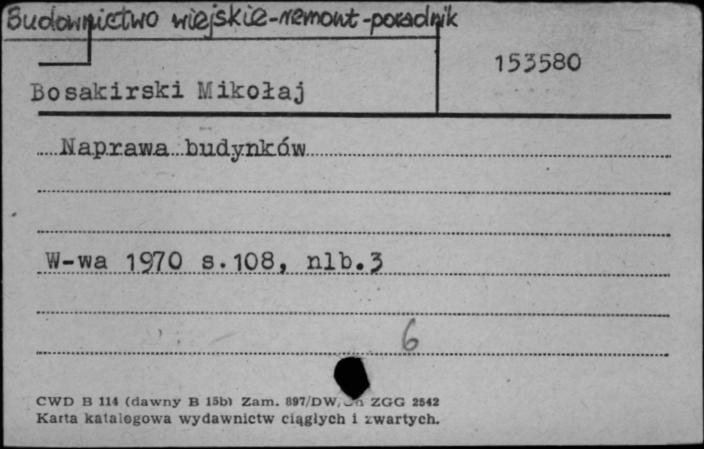 Budownictwo wiejskie-remont-poradnik
153580
Bosakirski Mikołaj
Naprawa budynków
W-wa 1970 s.108, nlb.3
6
CWD B 114 (dawny B 15b) Zam. 897/DW, ZGG 2542
Karta katalogowa wydawnictw ciągłych i zwartych.